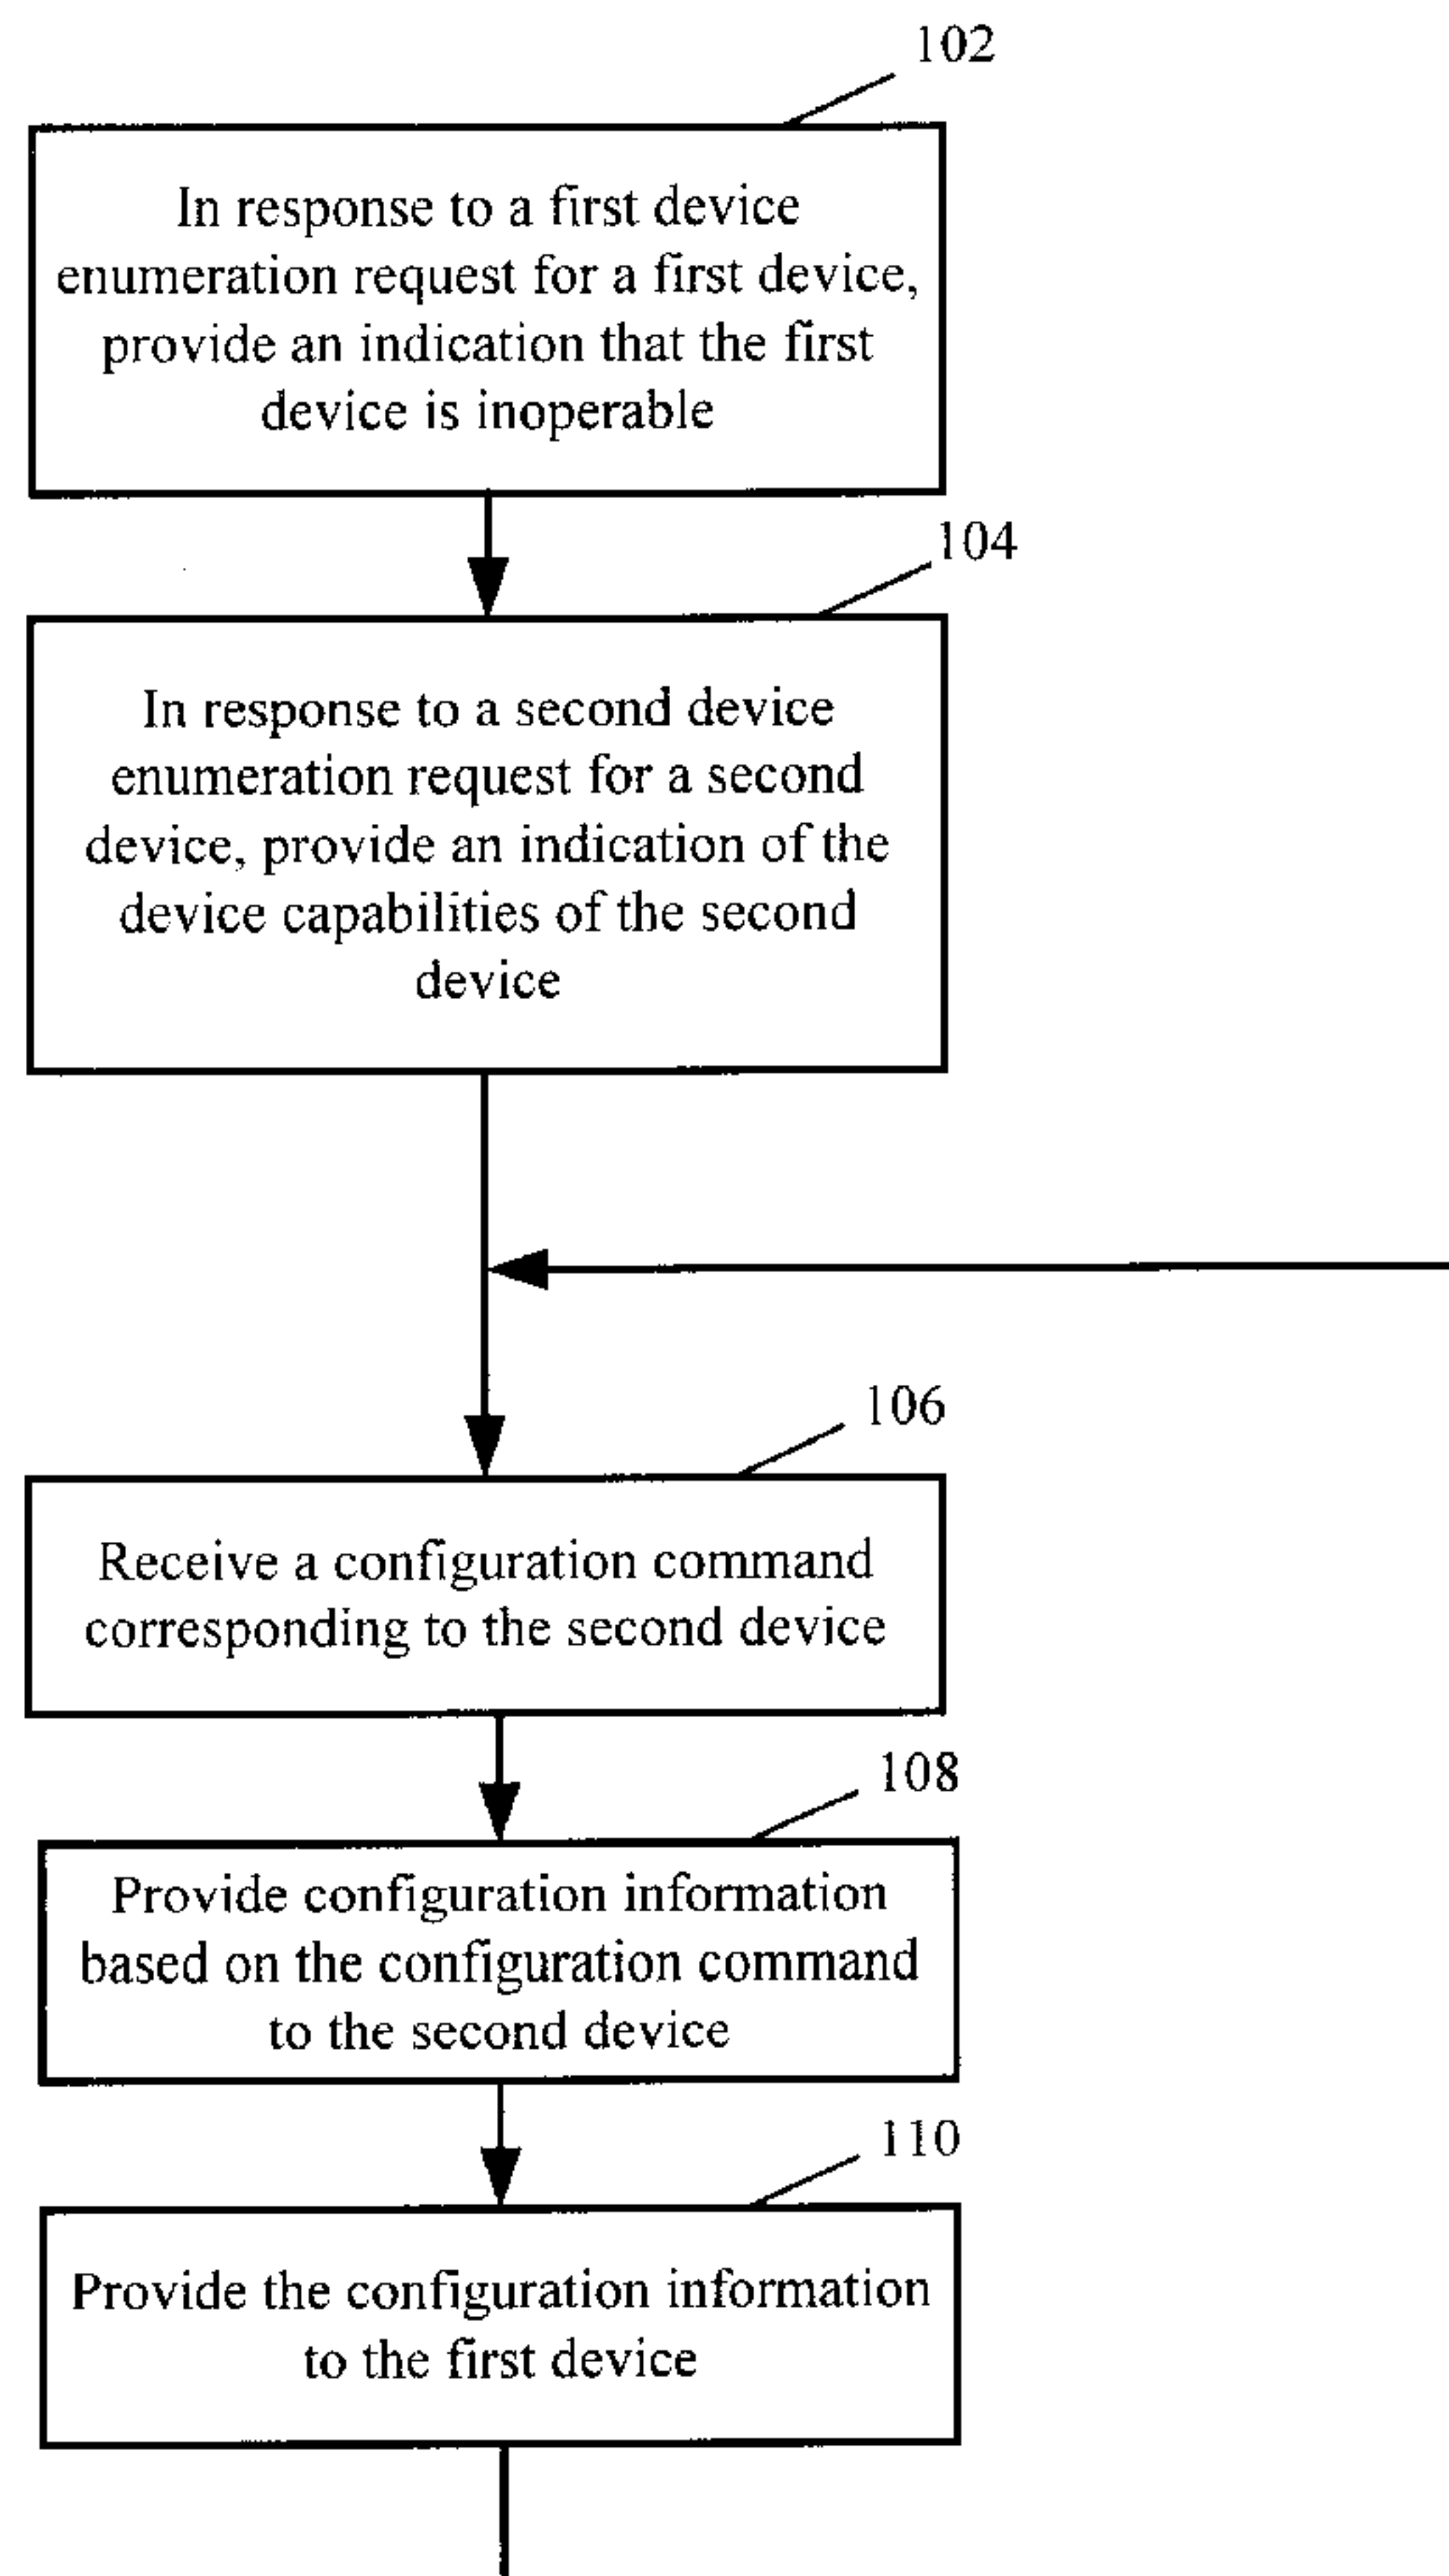 102
In response to a first device
enumeration request for a first device,
provide an indication that the first
device is inoperable
104
In response to a second device
enumeration request for a second
device, provide an indication of the
device capabilities of the second
device
106
Receive a configuration command
corresponding to the second device
108
Provide configuration information
based on the configuration command
to the second device
110
Provide the configuration information
to the first device